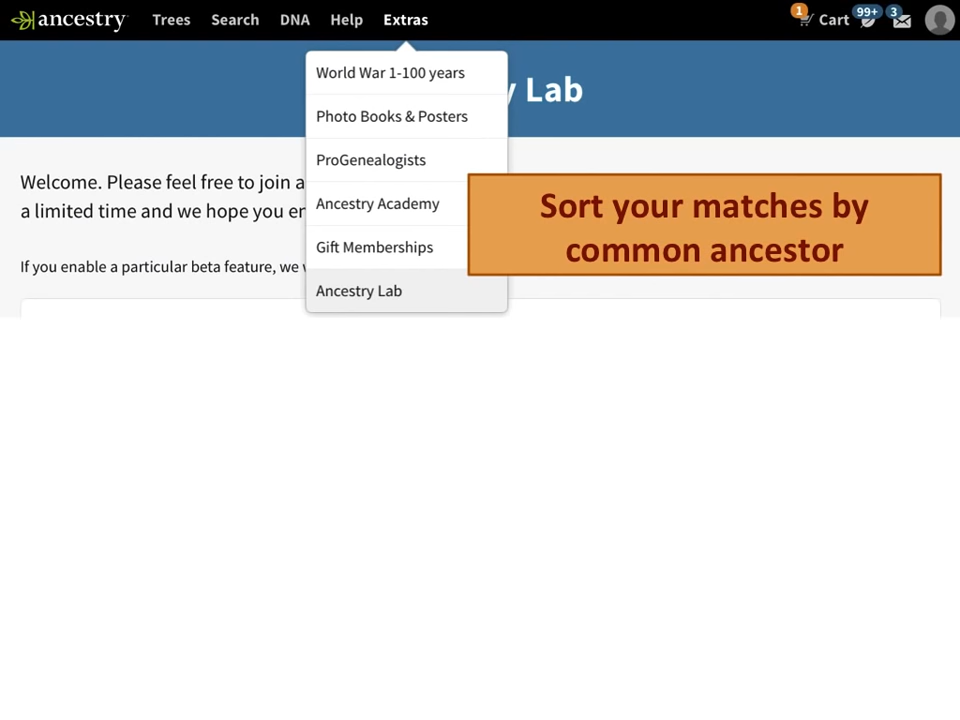 ancestry Trees Search DNA Help Extras 1 Cart 99+ 3
World War 1-100 years
Photo Books & Posters
ProGenealogists
Ancestry Academy
Gift Memberships
Ancestry Lab
Lab
Welcome. Please feel free to join a
a limited time and we hope you
If you enable a particular beta feature, we
Sort your matches by
common ancestor